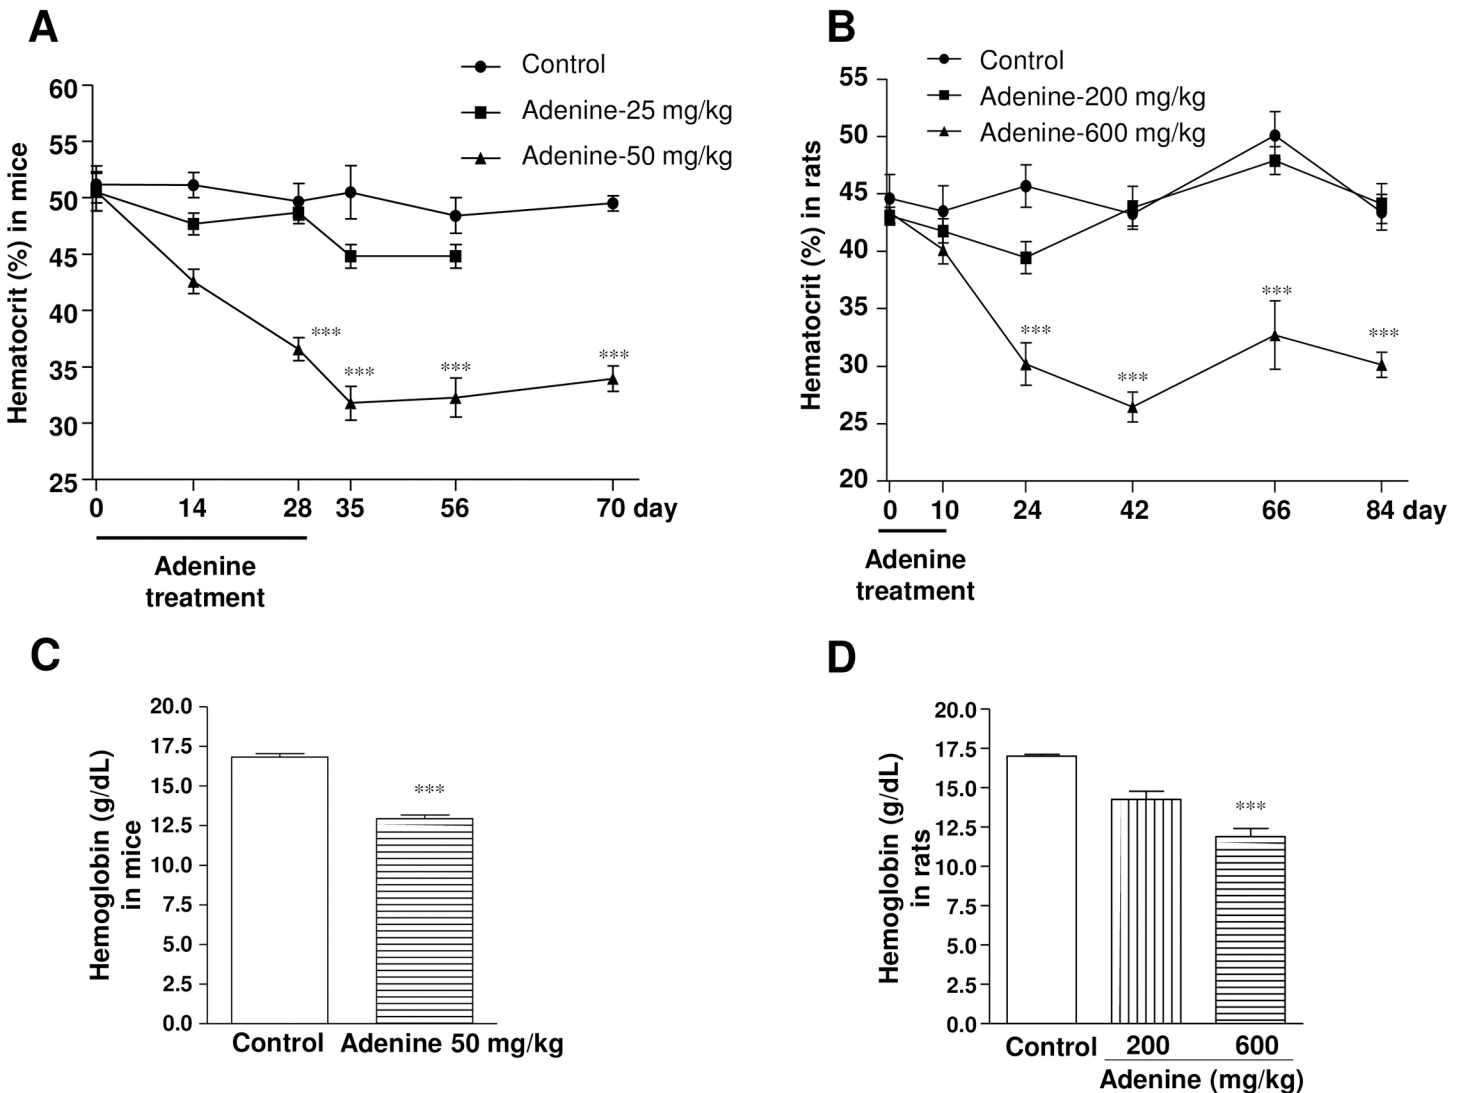 A
Control
Adenine-25 mg/kg
Adenine-50 mg/kg
Hematocrit (%) in mice
60
55
50
45
40
35
30
25
***
***
***
***
0 14 28 35 56 70 day
Adenine
treatment
B
Control
Adenine-200 mg/kg
Adenine-600 mg/kg
Hematocrit (%) in rats
55
50
45
40
35
30
25
20
***
***
***
***
0 10 24 42 66 84 day
Adenine
treatment
C
Hemoglobin (g/dL)
in mice
20.0
17.5
15.0
12.5
10.0
7.5
5.0
2.5
0.0
***
Control Adenine 50 mg/kg
D
Hemoglobin (g/dL)
in rats
20.0
17.5
15.0
12.5
10.0
7.5
5.0
2.5
0.0
***
Control 200 600
Adenine (mg/kg)